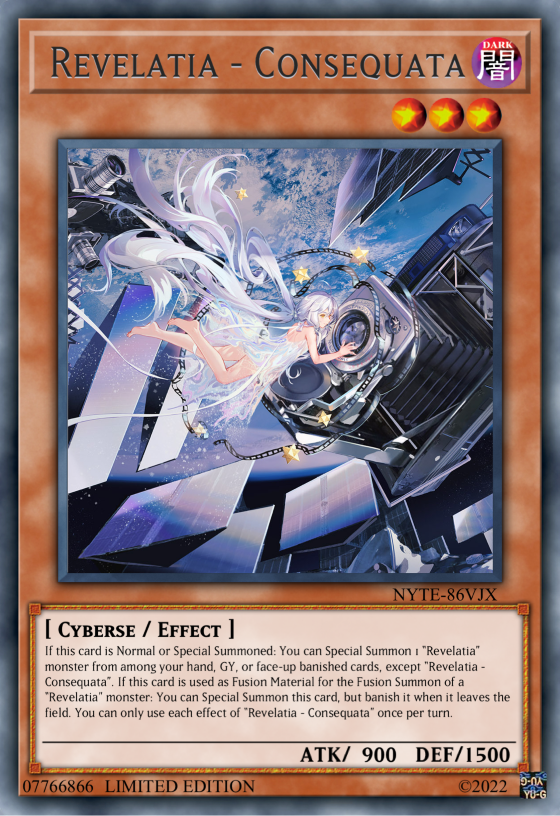 Revelatia - Consequata
DARK
闇
NYTE-86VJX
[ Cyberse / Effect ]
If this card is Normal or Special Summoned: You can Special Summon 1 "Revelatia"
monster from among your hand, GY, or face-up banished cards, except "Revelatia -
Consequata". If this card is used as Fusion Material for the Fusion Summon of a
"Revelatia" monster: You can Special Summon this card, but banish it when it leaves the
field. You can only use each effect of "Revelatia - Consequata" once per turn.
ATK/ 900 DEF/1500
07766866 LIMITED EDITION ©2022
YU-G
YU-G